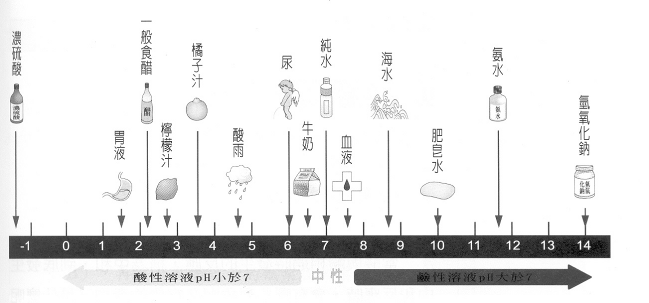 濃硫酸
一般食醋
橘子汁
尿
純水
海水
氨水
氫氧化鈉
胃液
檸檬汁
酸雨
牛奶
血液
肥皂水
醋
氨水
-1 0 1 2 3 4 5 6 7 8 9 10 11 12 13 14
酸性溶液pH小於7
中性
鹼性溶液pH大於7